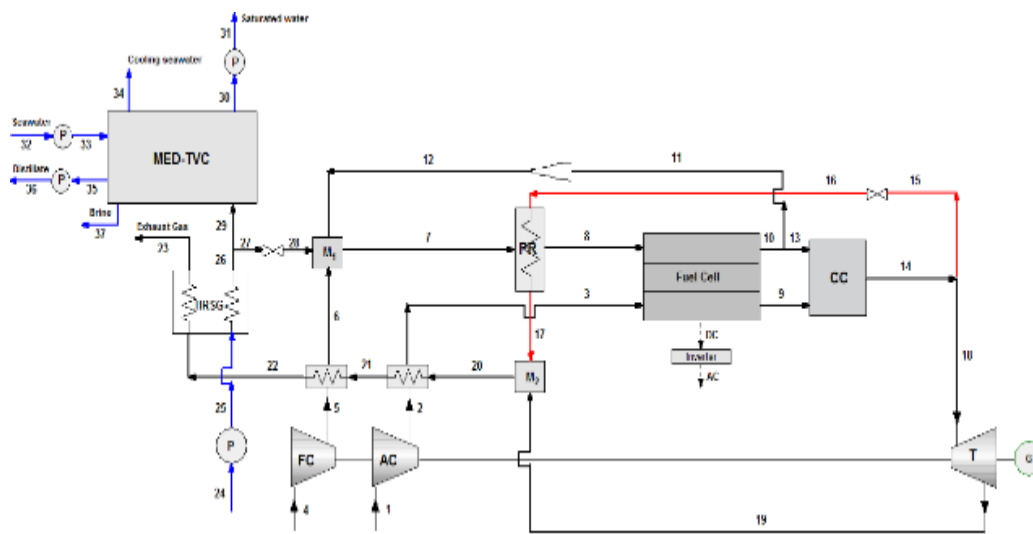 31
Saturated water
P
Cooling seawater
34
30
Seawater
P
32
33
MED-TVC
Distillate
P
36
35
Brine
37
Exhaust Gas
23
29
27
28
26
M1
12
11
16
15
7
PR
8
10
13
Fuel Cell
CC
14
9
HRSG
6
3
17
DC
Inverter
AC
18
22
21
20
M2
25
5
2
P
FC
AC
T
G
24
4
1
19